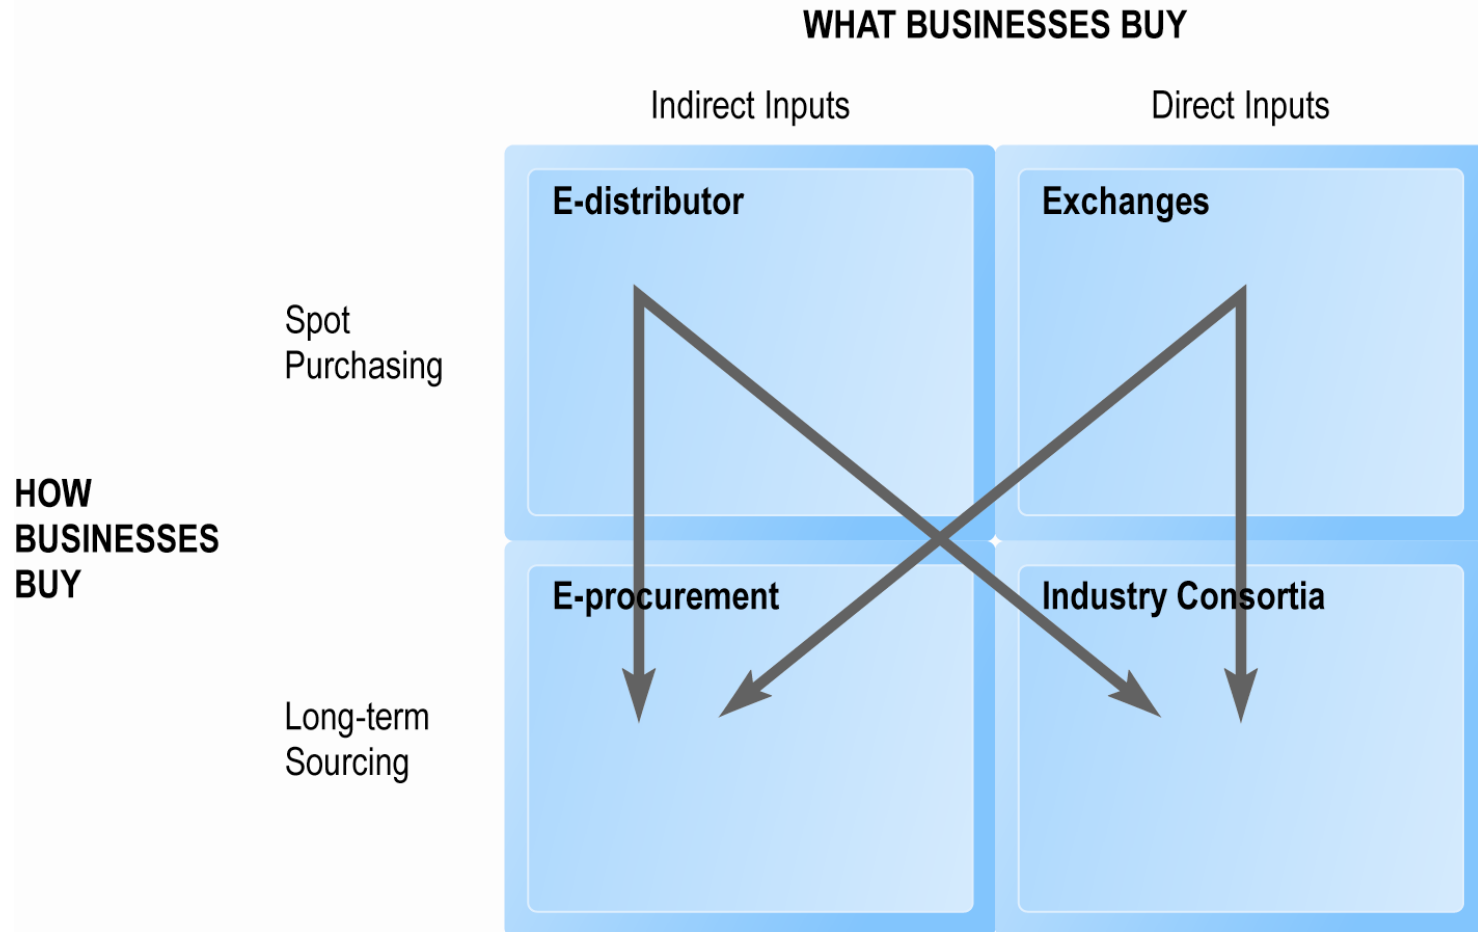 WHAT BUSINESSES BUY
Indirect Inputs
Direct Inputs
E-distributor
Exchanges
Spot
Purchasing
HOW
BUSINESSES
BUY
E-procurement
Industry Consortia
Long-term
Sourcing